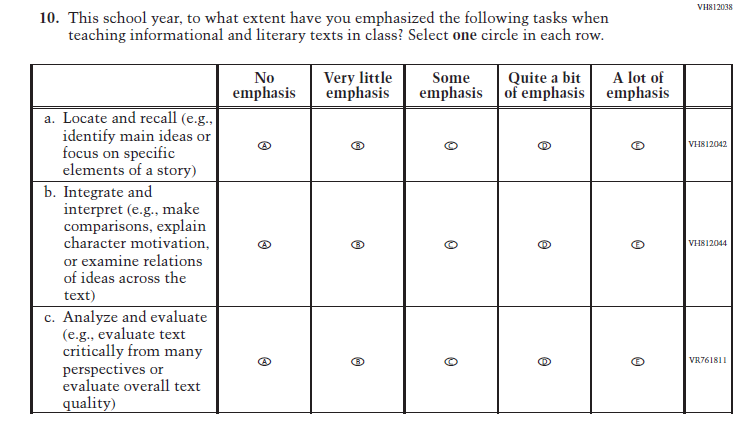 VH812038
10. This school year, to what extent have you emphasized the following tasks when
teaching informational and literary texts in class? Select one circle in each row.
No emphasis
Very little emphasis
Some emphasis
Quite a bit of emphasis
A lot of emphasis
a. Locate and recall (e.g.,
identify main ideas or
focus on specific
elements of a story)
A B C D E VH812042
b. Integrate and
interpret (e.g., make
comparisons, explain
character motivation,
or examine relations
of ideas across the
text)
A B C D E VH812044
c. Analyze and evaluate
(e.g., evaluate text
critically from many
perspectives or
evaluate overall text
quality)
A B C D E VR761811